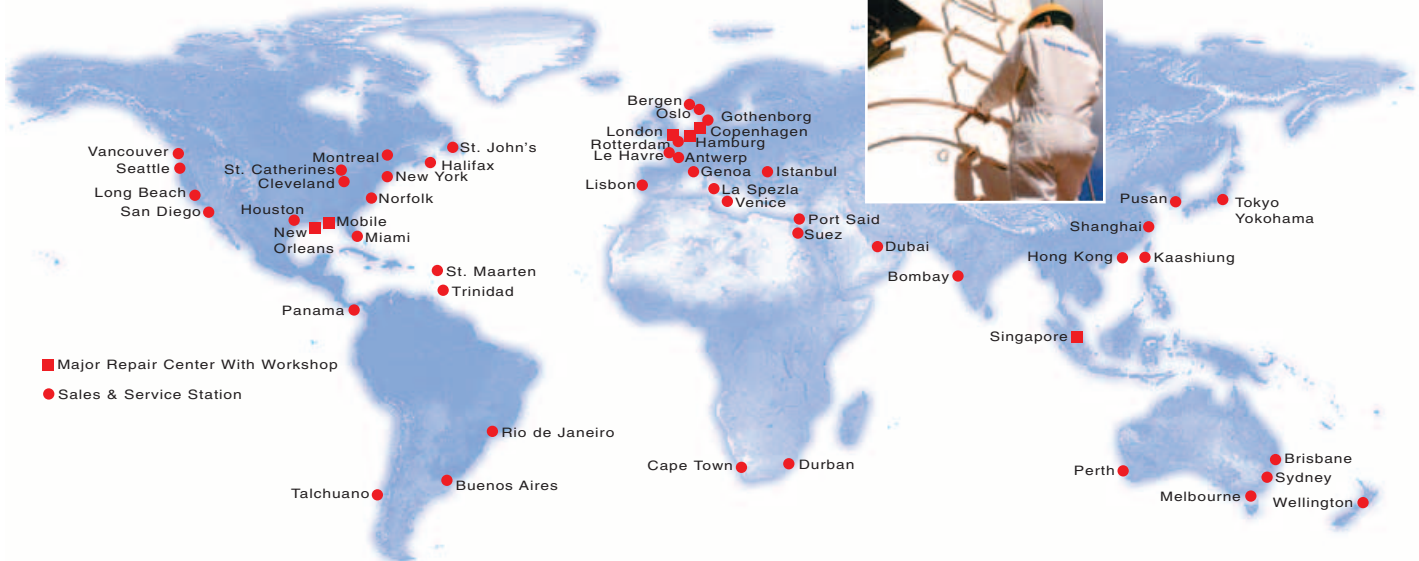 Bergen
Oslo
Gothenborg
London
Copenhagen
Rotterdam
Hamburg
Le Havre
Antwerp
Genoa
Istanbul
Lisbon
La Spezla
Venice
Port Said
Suez
Dubai
Bombay
Vancouver
Seattle
Long Beach
San Diego
Montreal
St. John's
St. Catherines
Halifax
Cleveland
New York
Norfolk
Houston
Mobile
New
Orleans
Miami
St. Maarten
Trinidad
Panama
Pusan
Tokyo
Yokohama
Shanghai
Hong Kong
Kaashiung
Singapore
Major Repair Center With Workshop
Sales & Service Station
Rio de Janeiro
Buenos Aires
Talchuano
Cape Town
Durban
Perth
Brisbane
Sydney
Melbourne
Wellington